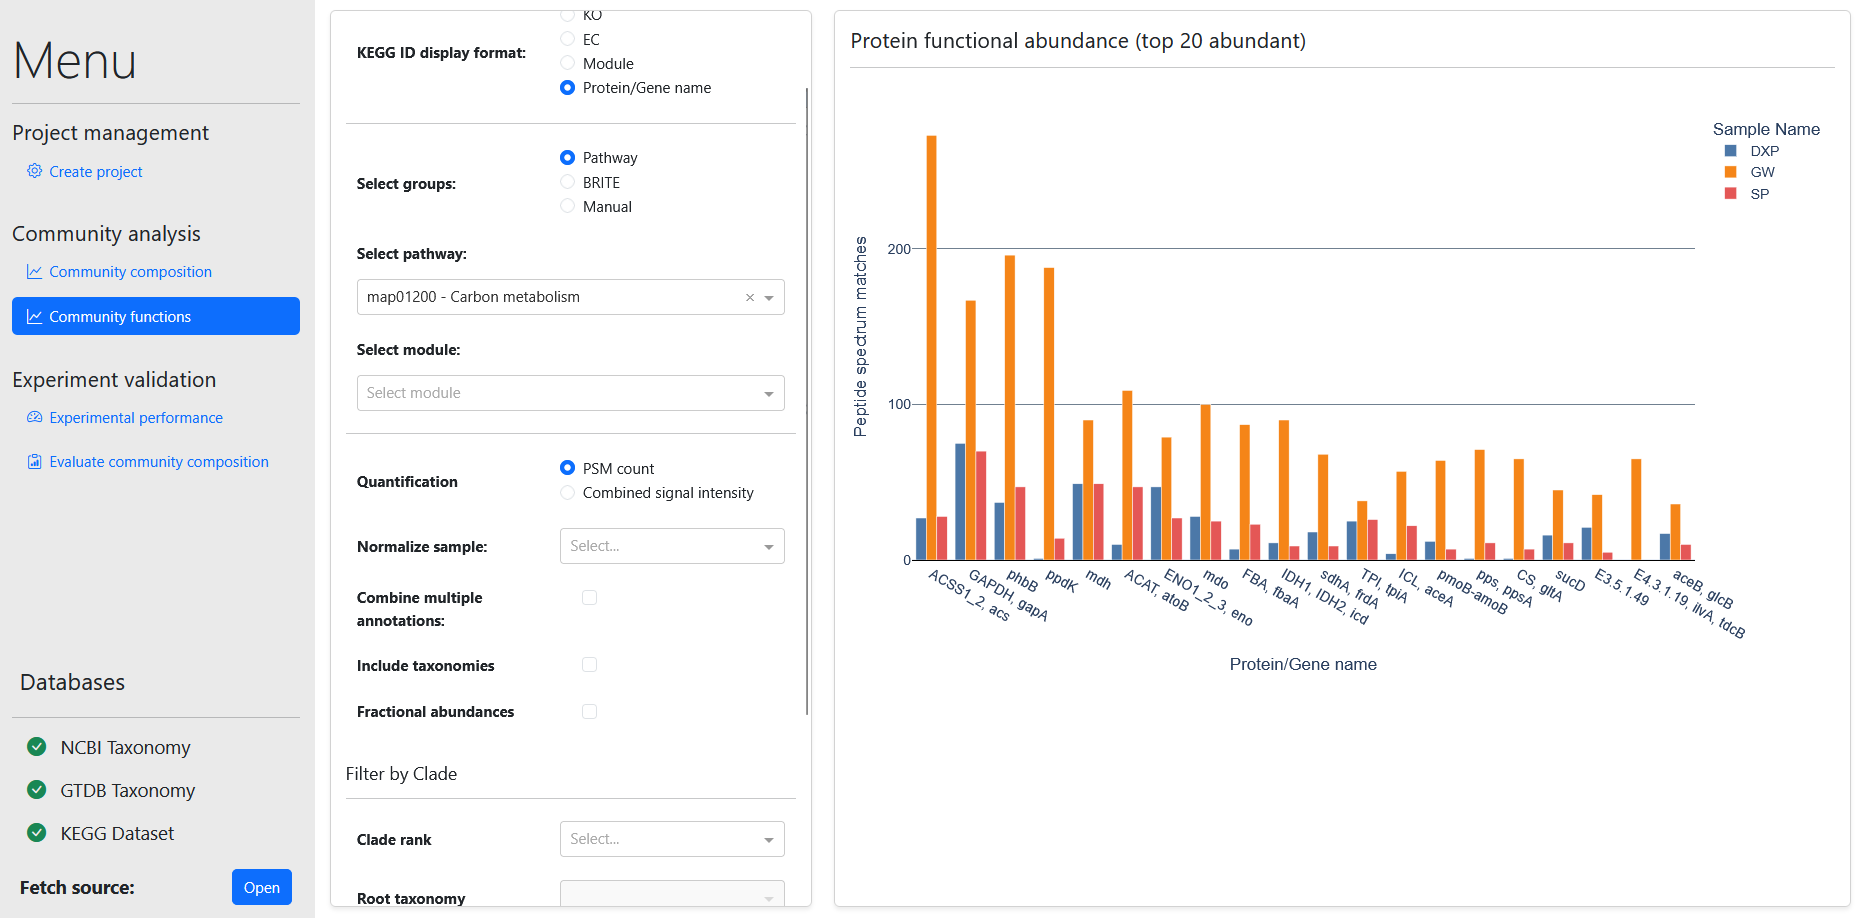 Menu
Project management
Create project
Community analysis
Community composition
Community functions
Experiment validation
Experimental performance
Evaluate community composition
Databases
NCBI Taxonomy
GTDB Taxonomy
KEGG Dataset
Fetch source:
Open
KEGG ID display format:
KO
EC
Module
Protein/Gene name
Select groups:
Pathway
BRITE
Manual
Select pathway:
map01200 - Carbon metabolism
Select module:
Select module
Quantification
PSM count
Combined signal intensity
Normalize sample:
Select...
Combine multiple
annotations:
Include taxonomies
Fractional abundances
Filter by Clade
Clade rank
Select...
Root taxonomy
Protein functional abundance (top 20 abundant)
Sample Name
DXP
GW
SP
Peptide spectrum matches
200
100
0
ACSS1_2, acs
GAPDH, gapA
phbB
ppdK
mdh
ACAT, atoB
ENO1_2_3, eno
mdo
FBA, fbaA
IDH1, IDH2, icd
sdhA, frdA
TPI, tpiA
ICL, aceA
pmoB-amoB
pps, ppsA
CS, gltA
sucD
E3.5.1.49
E4.3.1.19, ilvA, tdcB
aceB, glcB
Protein/Gene name